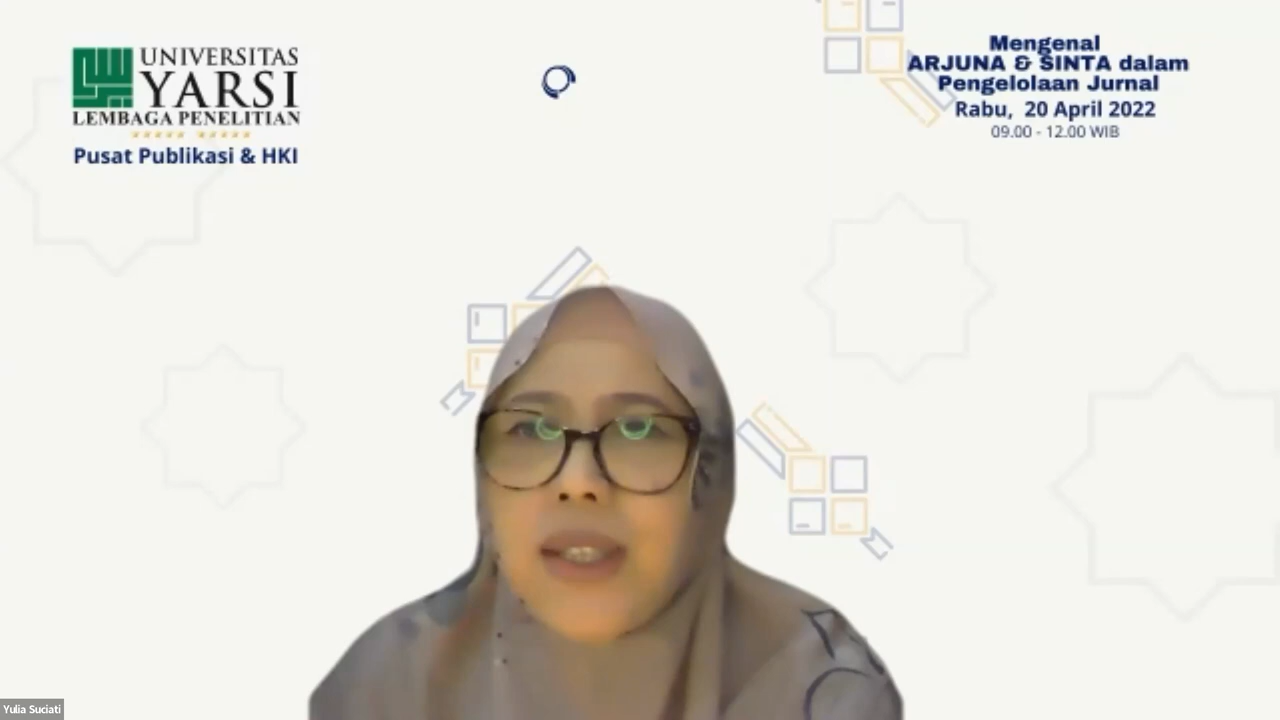 UNIVERSITAS
YARSI
LEMBAGA PENELITIAN
Pusat Publikasi & HKI
Mengenal
ARJUNA & SINTA dalam
Pengelolaan Jurnal
Rabu, 20 April 2022
09.00 - 12.00 WIB
Yulia Suciati